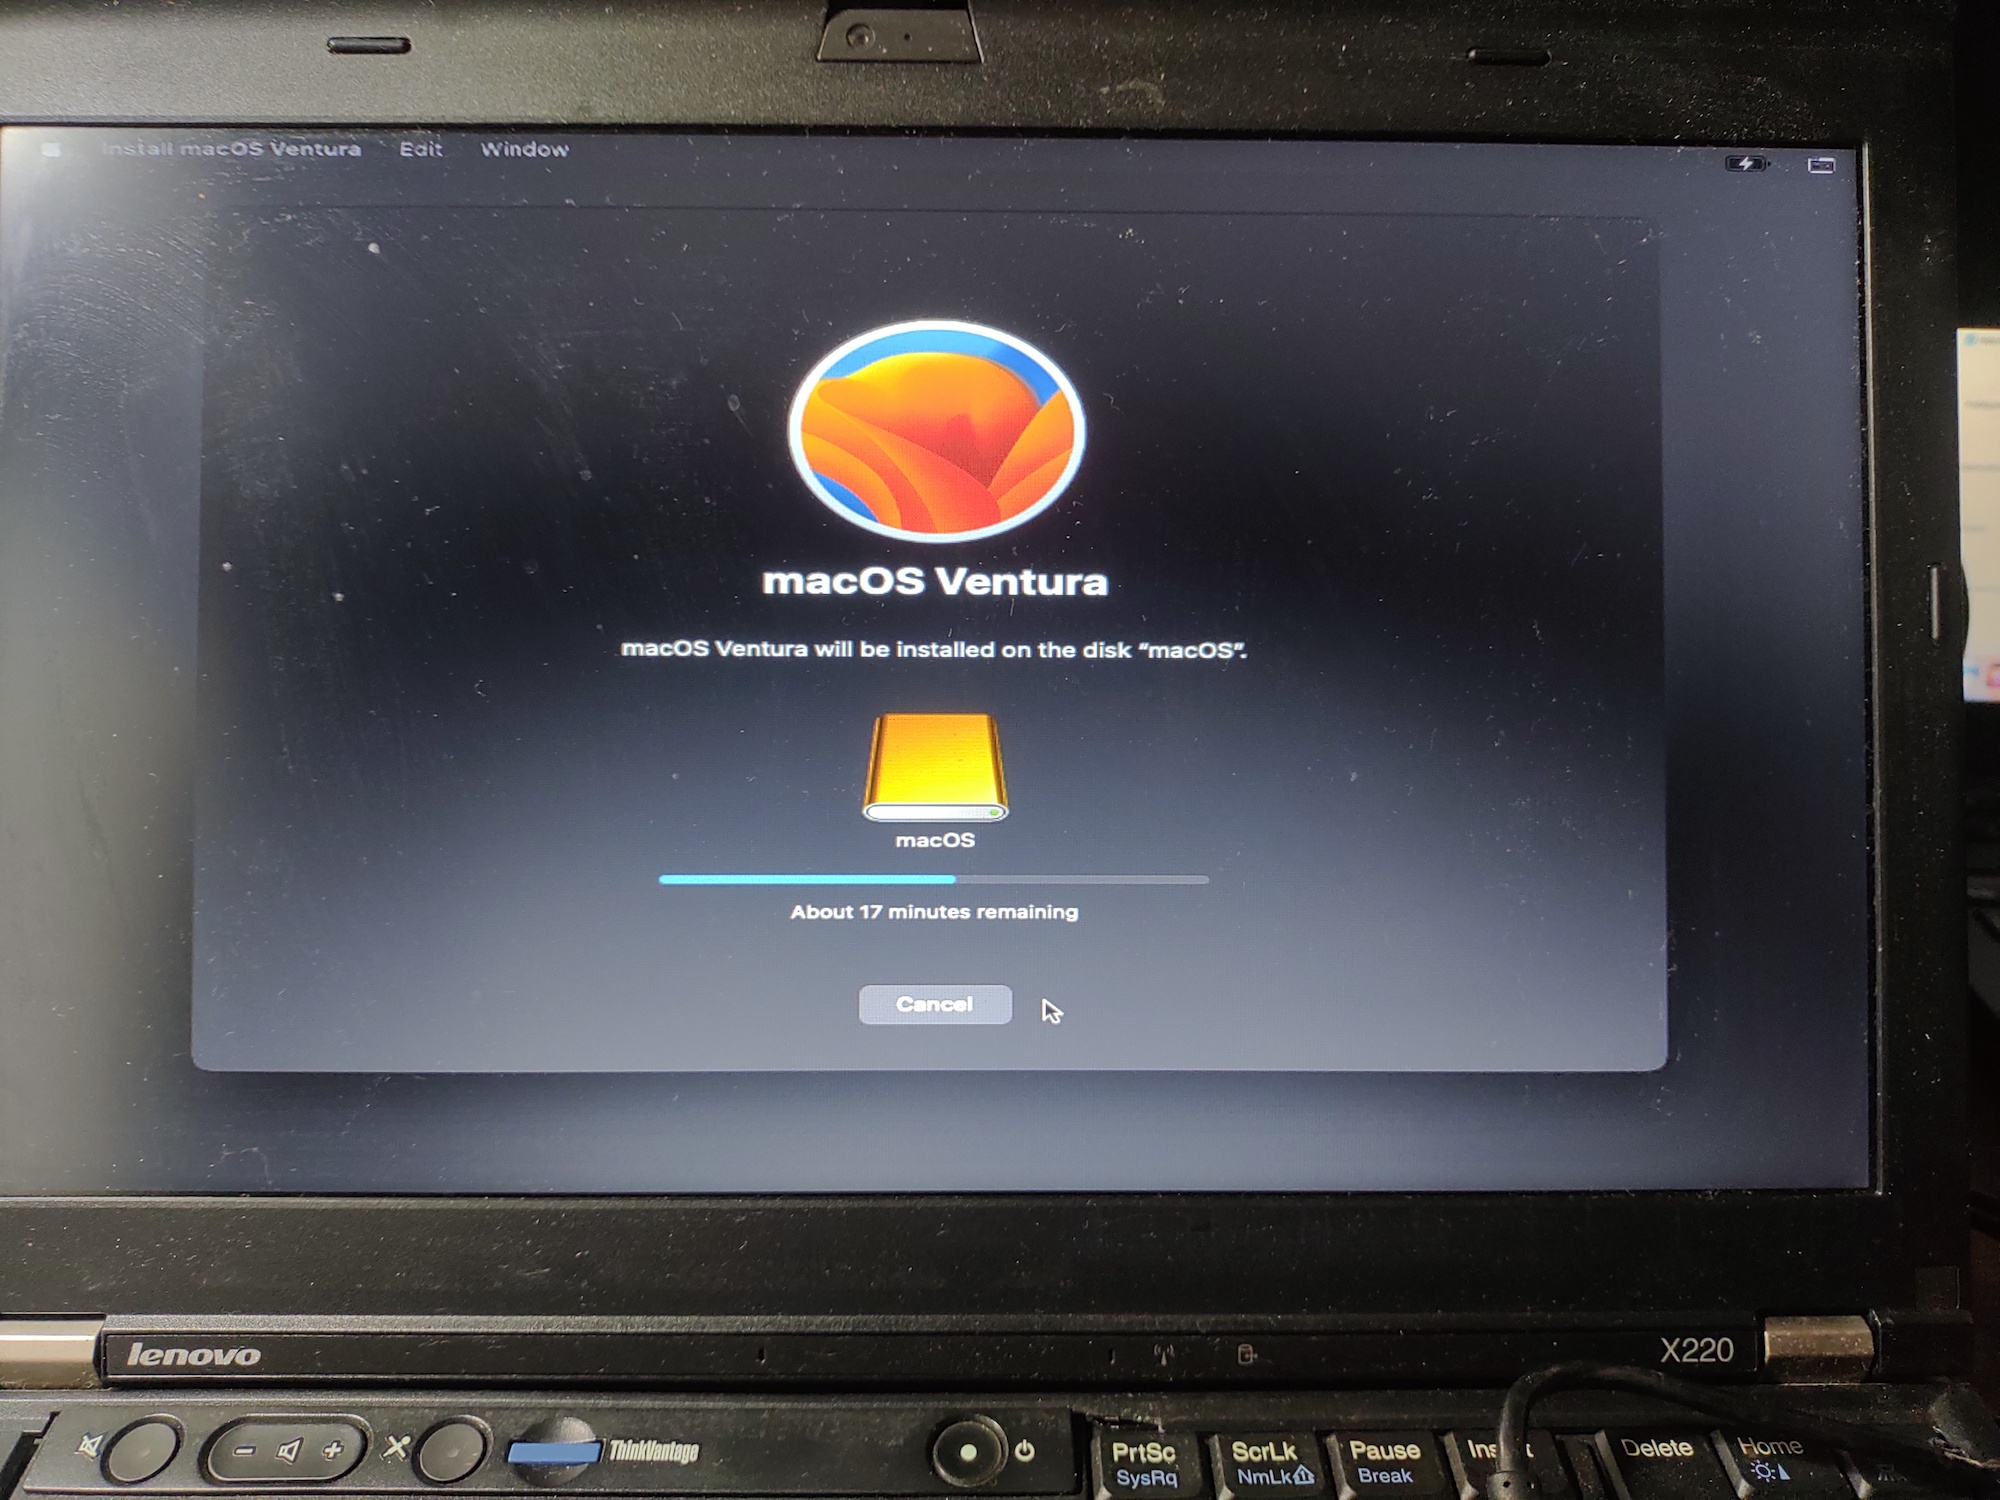 Install macOS Ventura Edit Window
macOS Ventura
macOS Ventura will be installed on the disk “macOS”.
macOS
About 17 minutes remaining
Cancel
lenovo
X220
ThinkVantage
PrtSc
SysRq
ScrLk
NmLk
Pause
Break
Delete
Home